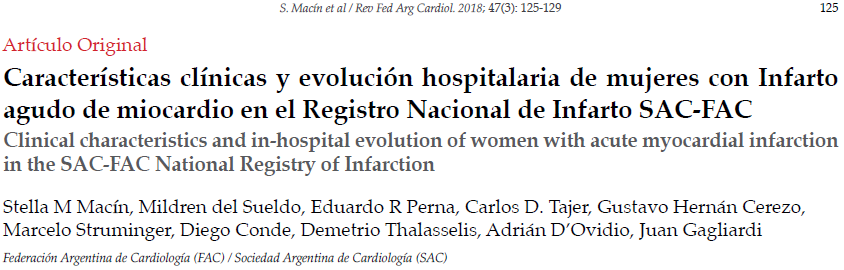 S. Macín et al / Rev Fed Arg Cardiol. 2018; 47(3): 125-129 125
Artículo Original
Características clínicas y evolución hospitalaria de mujeres con Infarto
agudo de miocardio en el Registro Nacional de Infarto SAC-FAC
Clinical characteristics and in-hospital evolution of women with acute myocardial infarction
in the SAC-FAC National Registry of Infarction
Stella M Macín, Mildren del Sueldo, Eduardo R Perna, Carlos D. Tajer, Gustavo Hernán Cerezo,
Marcelo Struminger, Diego Conde, Demetrio Thalasselis, Adrián D’Ovidio, Juan Gagliardi
Federación Argentina de Cardiología (FAC) / Sociedad Argentina de Cardiología (SAC)